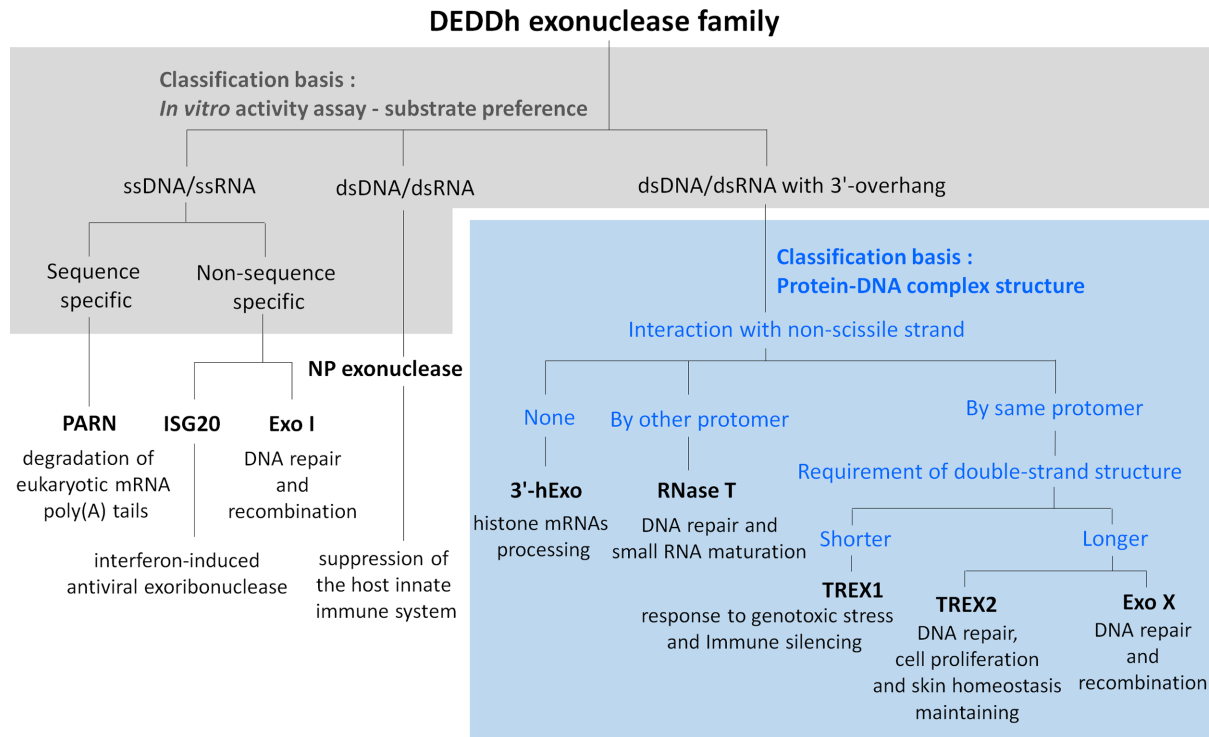 DEDDh exonuclease family
Classification basis :
In vitro activity assay - substrate preference
ssDNA/ssRNA
dsDNA/dsRNA
dsDNA/dsRNA with 3'-overhang
Sequence
specific
Non-sequence
specific
Classification basis :
Protein-DNA complex structure
Interaction with non-scissile strand
NP exonuclease
None
By other protomer
By same protomer
PARN
degradation of
eukaryotic mRNA
poly(A) tails
ISG20
interferon-induced
antiviral exoribonuclease
Exo I
DNA repair
and
recombination
suppression of
the host innate
immune system
3'-hExo
histone mRNAs
processing
RNase T
DNA repair and
small RNA maturation
Requirement of double-strand structure
Shorter
Longer
TREX1
response to genotoxic stress
and Immune silencing
TREX2
DNA repair,
cell proliferation
and skin homeostasis
maintaining
Exo X
DNA repair
and
recombination